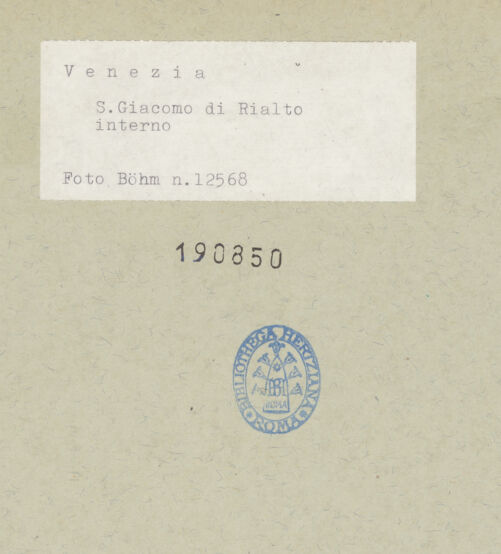 Venezia
S.Giacomo di Rialto
interno
Foto Böhm n.12568
190850
BIBLIOTHECA HERTZIANA
ROMA